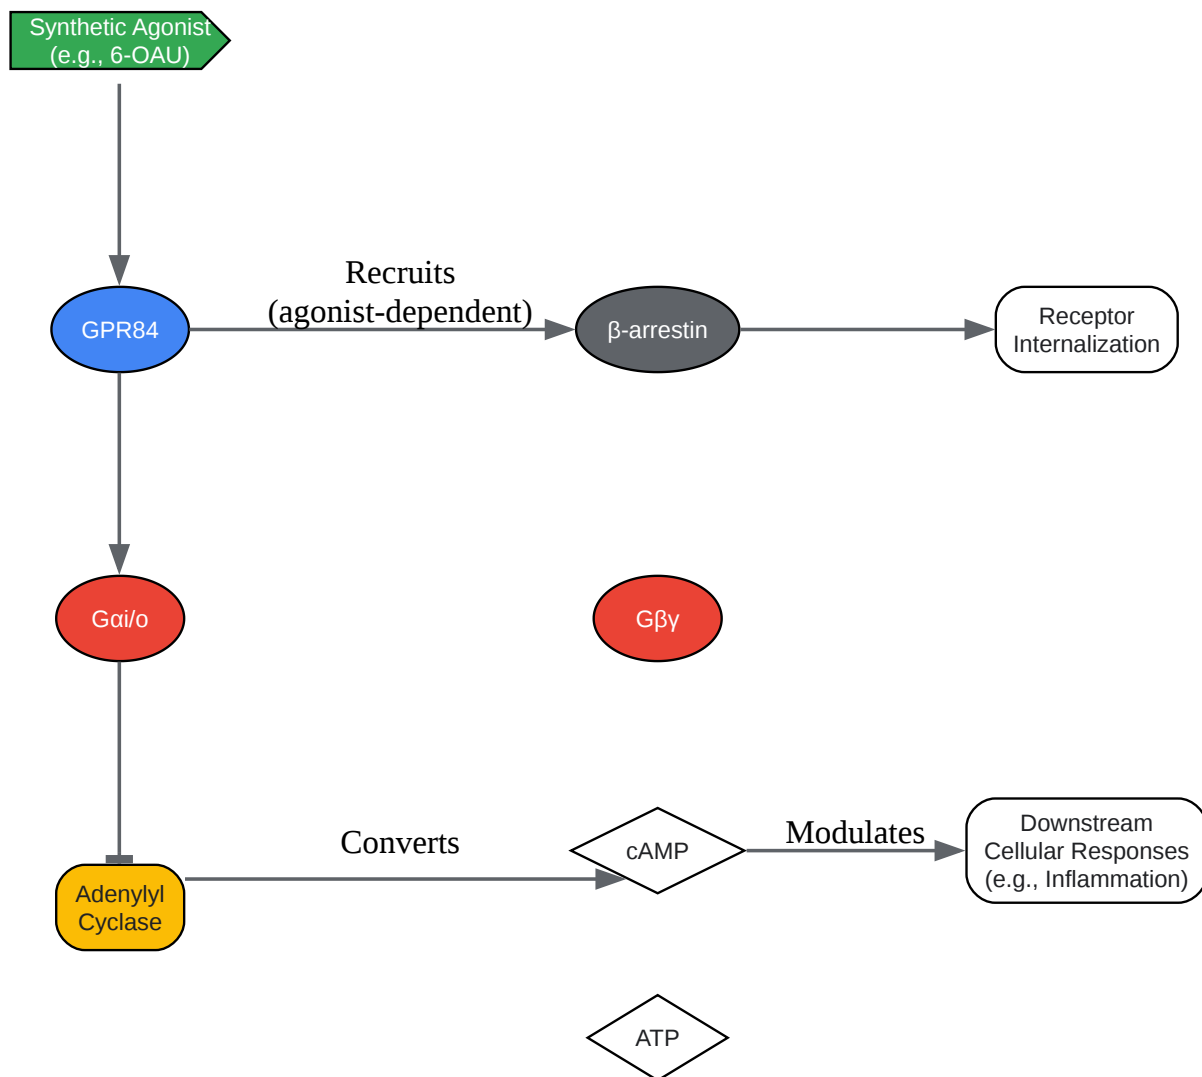 Synthetic Agonist
(e.g., 6-OAU)
Recruits
(agonist-dependent)
GPR84
β-arrestin
Receptor
Internalization
Gαi/o
Gβγ
Converts
Modulates
Adenylyl
Cyclase
cAMP
Downstream
Cellular Responses
(e.g., Inflammation)
ATP